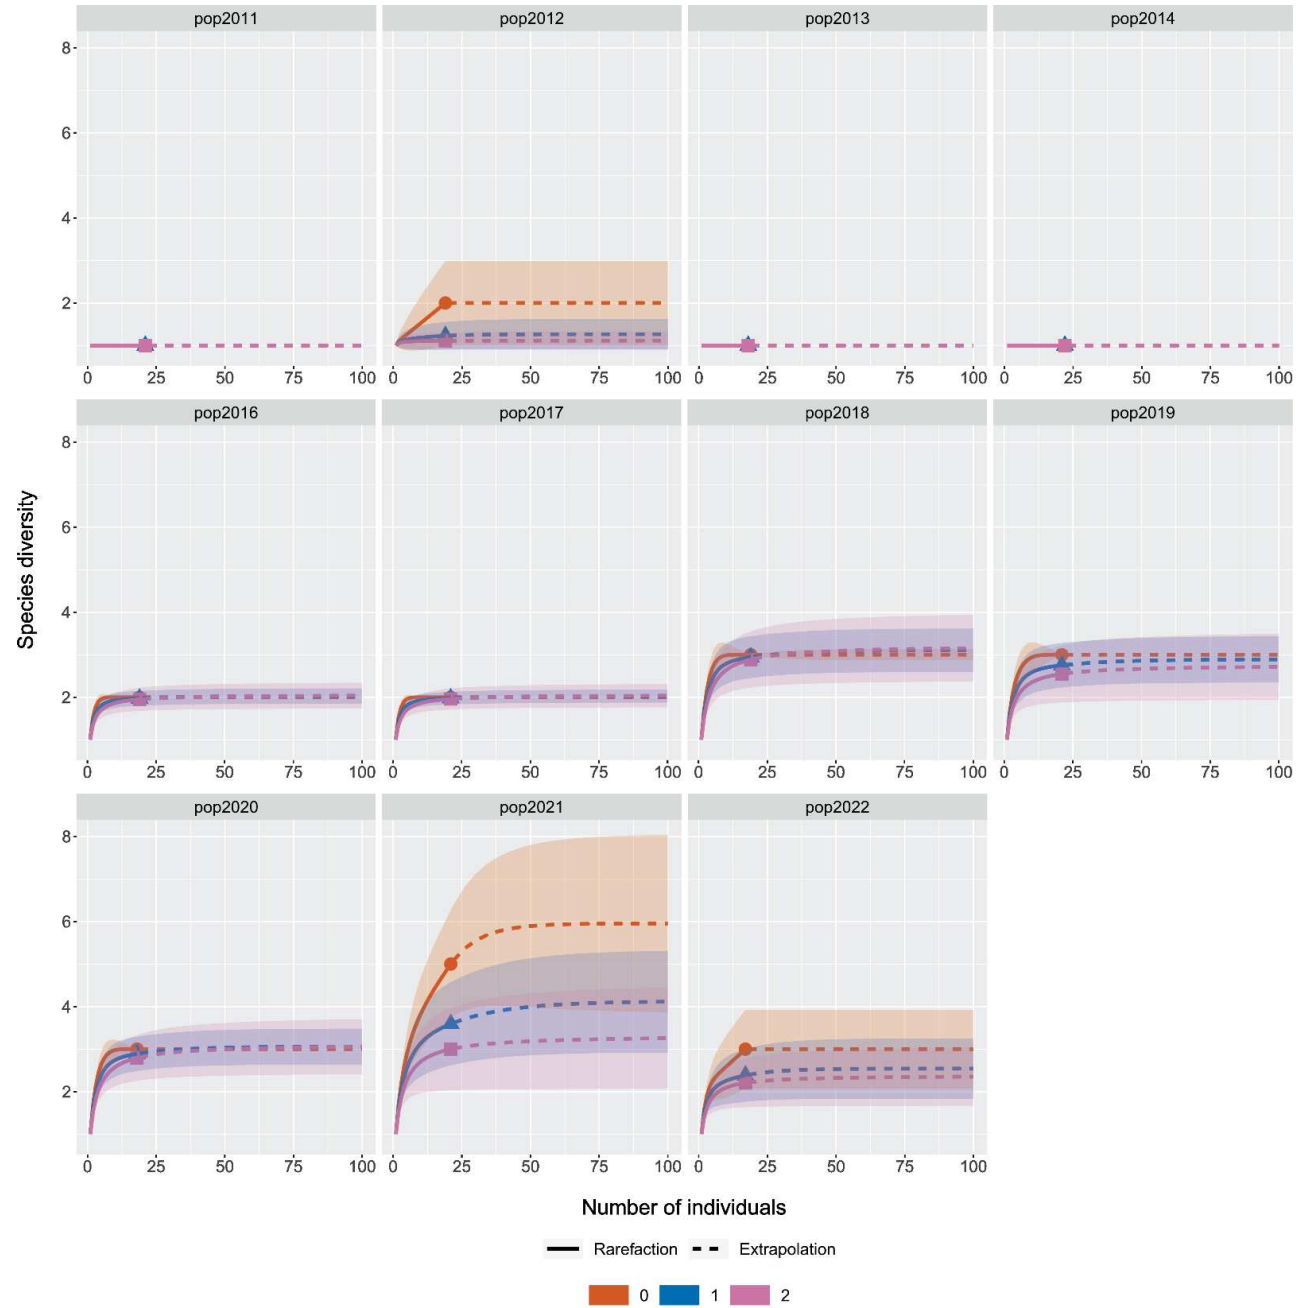 pop2011 pop2012 pop2013 pop2014
8
6
4
2
0 25 50 75 100 0 25 50 75 100 0 25 50 75 100 0 25 50 75 100
pop2016 pop2017 pop2018 pop2019
8
6
4
2
0 25 50 75 100 0 25 50 75 100 0 25 50 75 100 0 25 50 75 100
Species diversity
pop2020 pop2021 pop2022
8
6
4
2
0 25 50 75 100 0 25 50 75 100 0 25 50 75 100
Number of individuals
Rarefaction Extrapolation
0 1 2